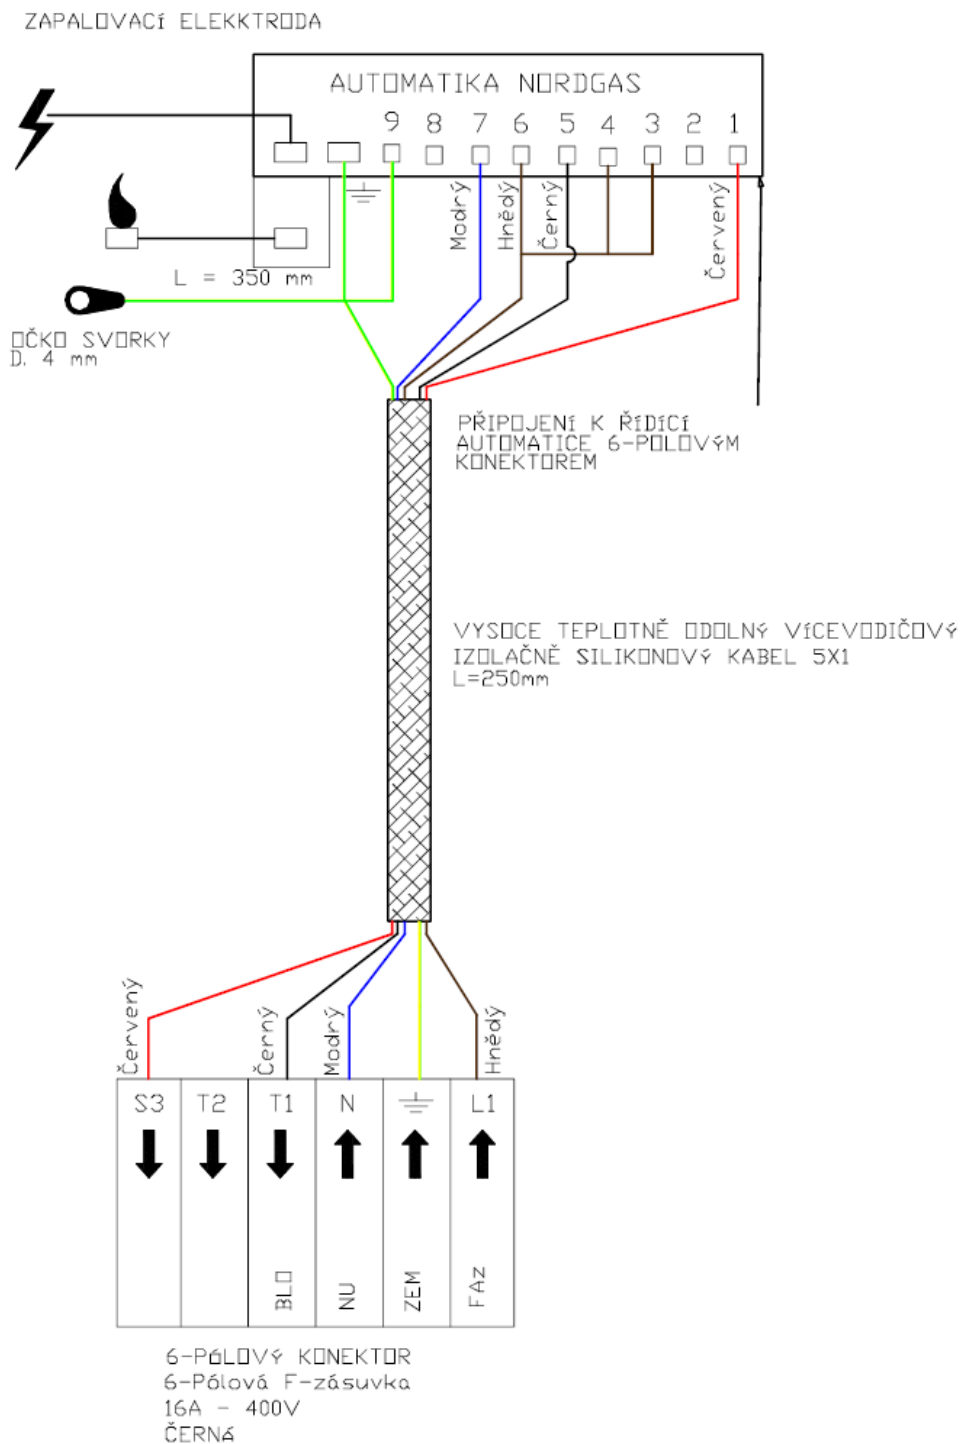 ZAPALOVACÍ ELEKKTRODA
AUTOMATIKA NORDGAS
9 8 7 6 5 4 3 2 1
Modrý
Hnědý
Černý
Červený
L = 350 mm
OČKO SVORKY
D. 4 mm
PŘIPOJENÍ K ŘÍDÍCÍ
AUTOMATICE 6-POLOVÝM
KONEKTOREM
VYSOCE TEPLOTNĚ ODOLNÝ VÍCEVODIČOVÝ
IZOLAČNĚ SILIKONOVÝ KABEL 5X1
L=250mm
Červený
Černý
Modrý
Hnědý
S3 T2 T1 N L1
BLO
NU
ZEM
FAZ
6-PÓLOVÝ KONEKTOR
6-Pólová F-zásuvka
16A - 400V
ČERNÁ